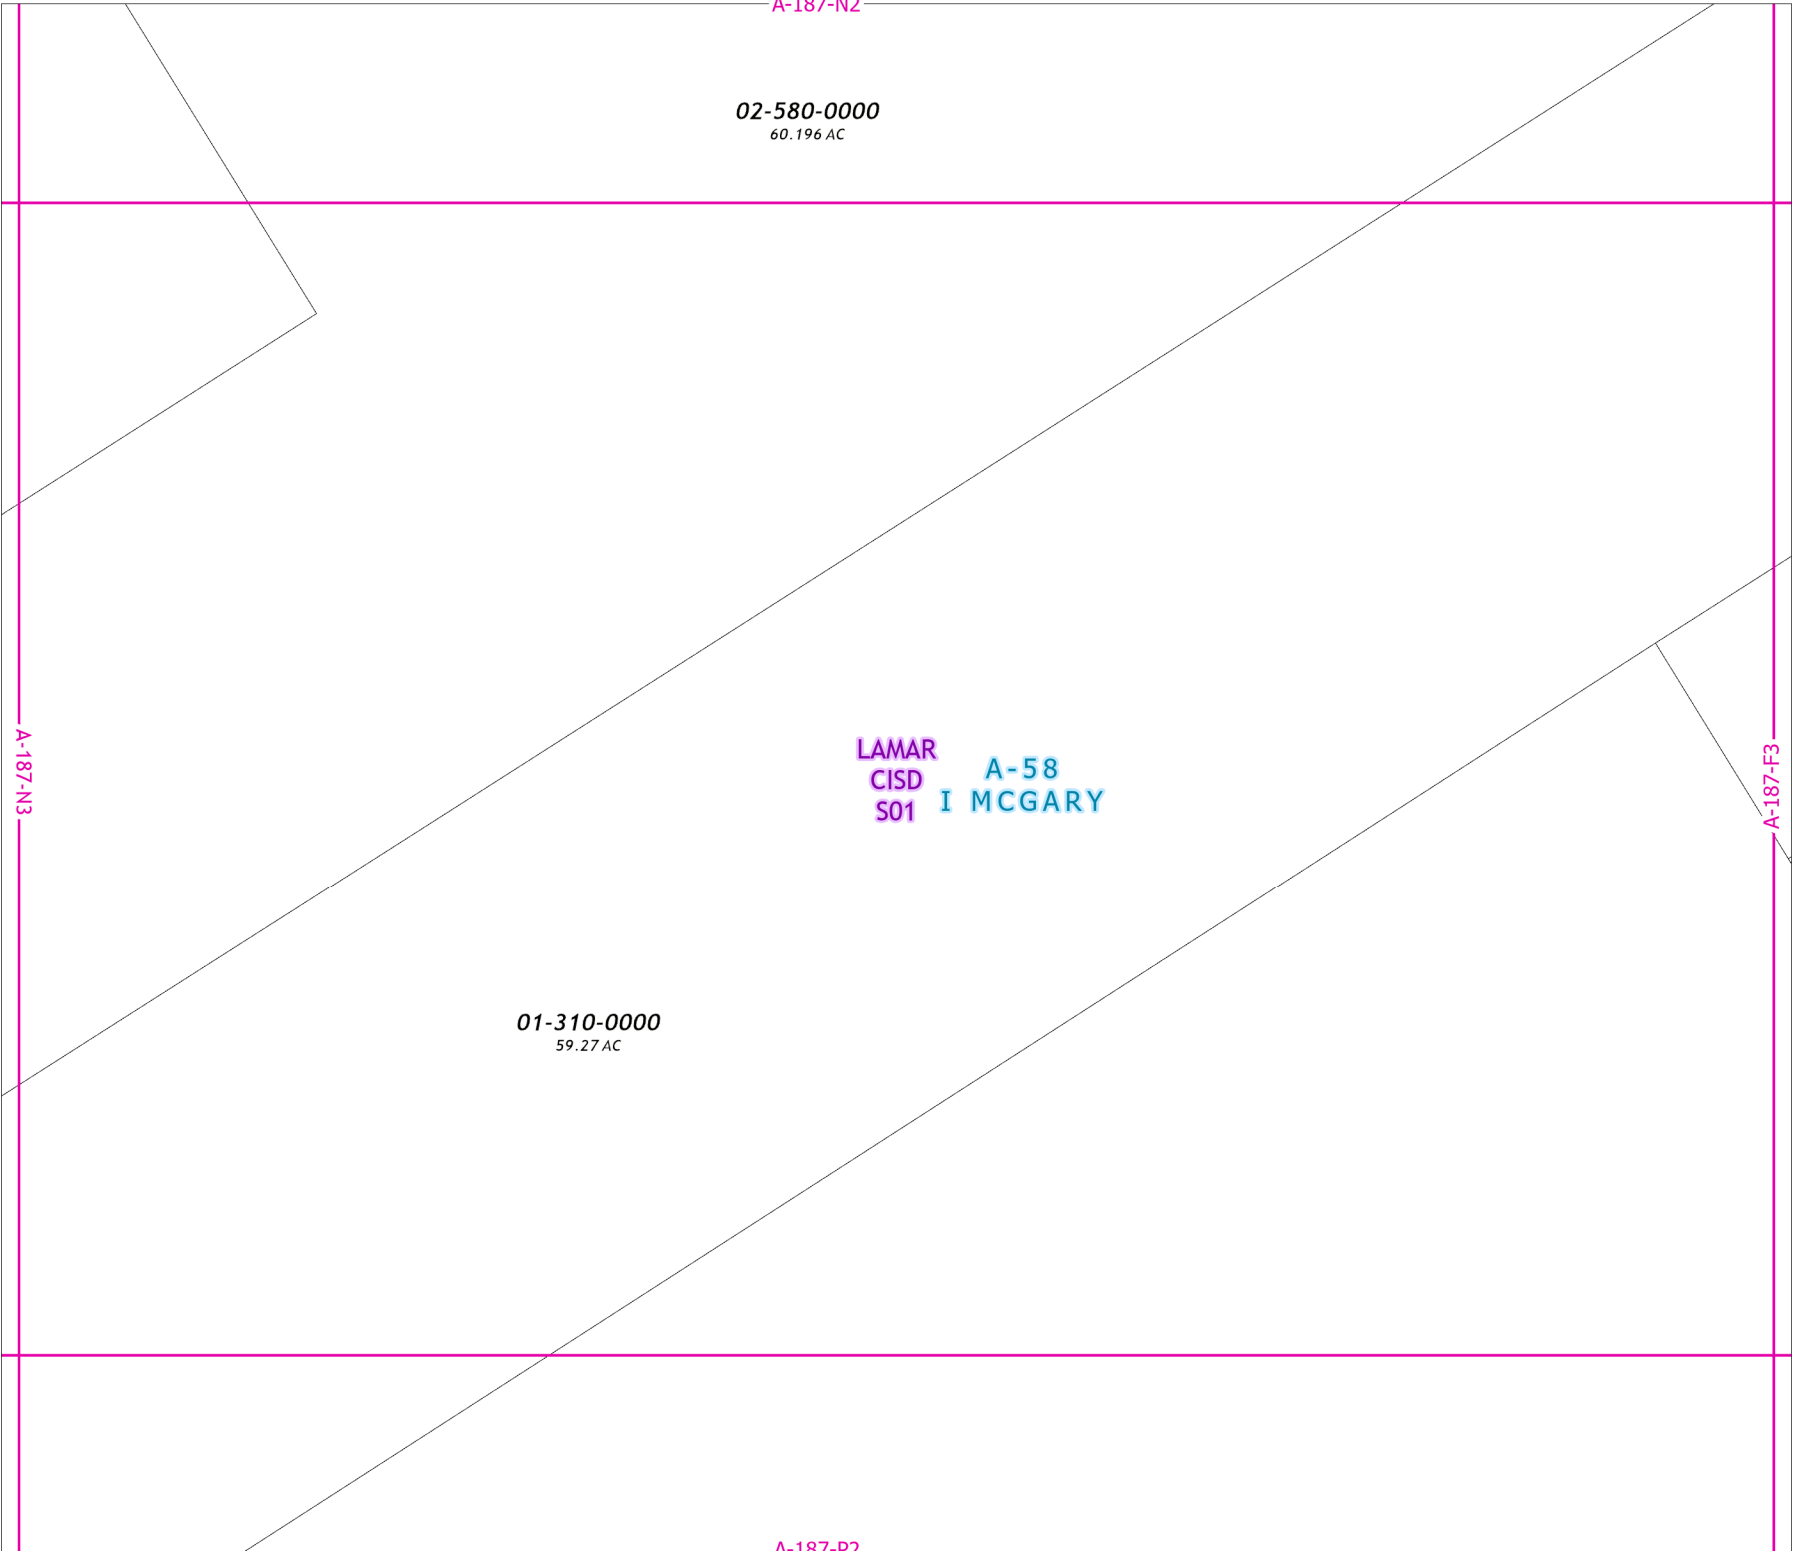 A-187-N2
02-580-0000
60.196 AC
A-187-N3
LAMAR
CISD
S01
A-58
I MCGARY
A-187-F3
01-310-0000
59.27 AC
A-187-P2